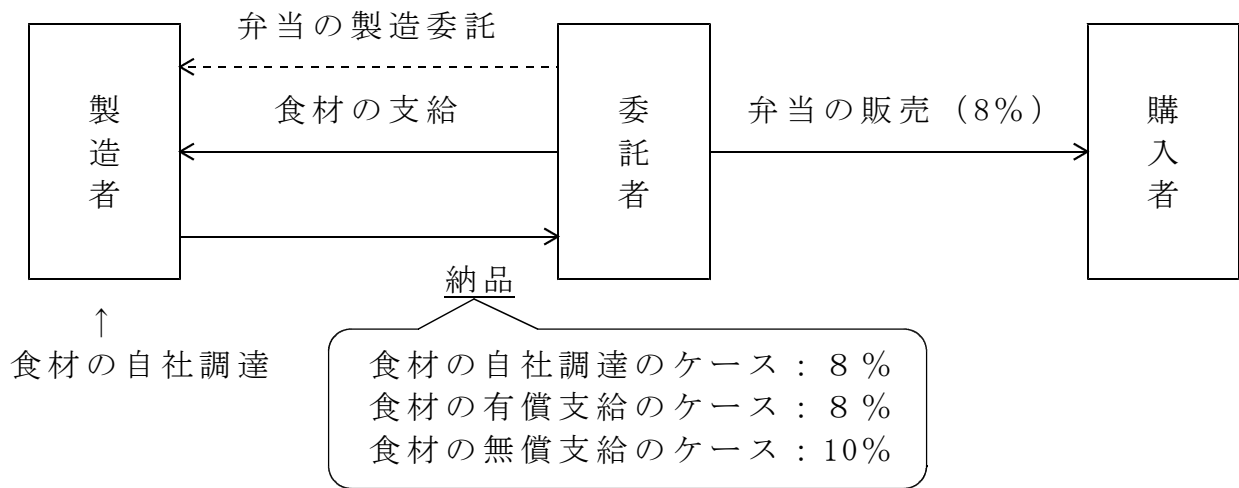 弁当の製造委託
製造者
食材の支給
委託者
弁当の販売（8％）
購入者
納品
↑
食材の自社調達
食材の自社調達のケース：８％
食材の有償支給のケース：８％
食材の無償支給のケース：10％